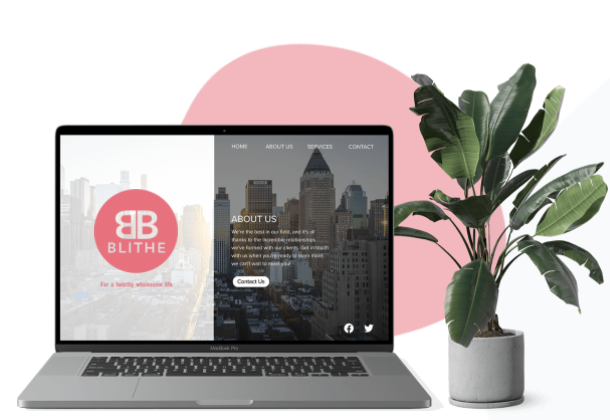 HOME ABOUT US SERVICES CONTACT
BB
BLITHE
For a healthy wholesome life
ABOUT US
We're the best in our field, and it's all
thanks to the incredible relationships
we've formed with our clients. Get in touch
with us when you're ready to learn more;
we can't wait to meet you!
Contact Us
MacBook Pro